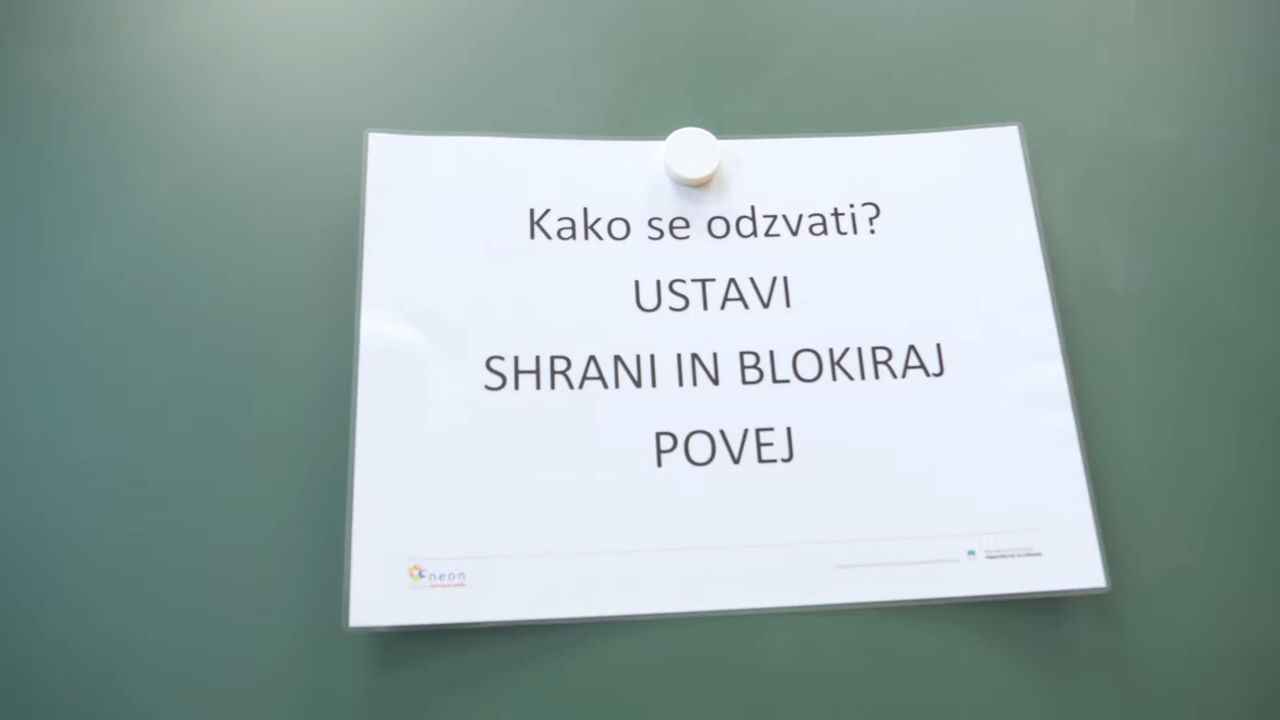 Kako se odzvati?
USTAVI
SHRANI IN BLOKIRAJ
POVEJ
neon